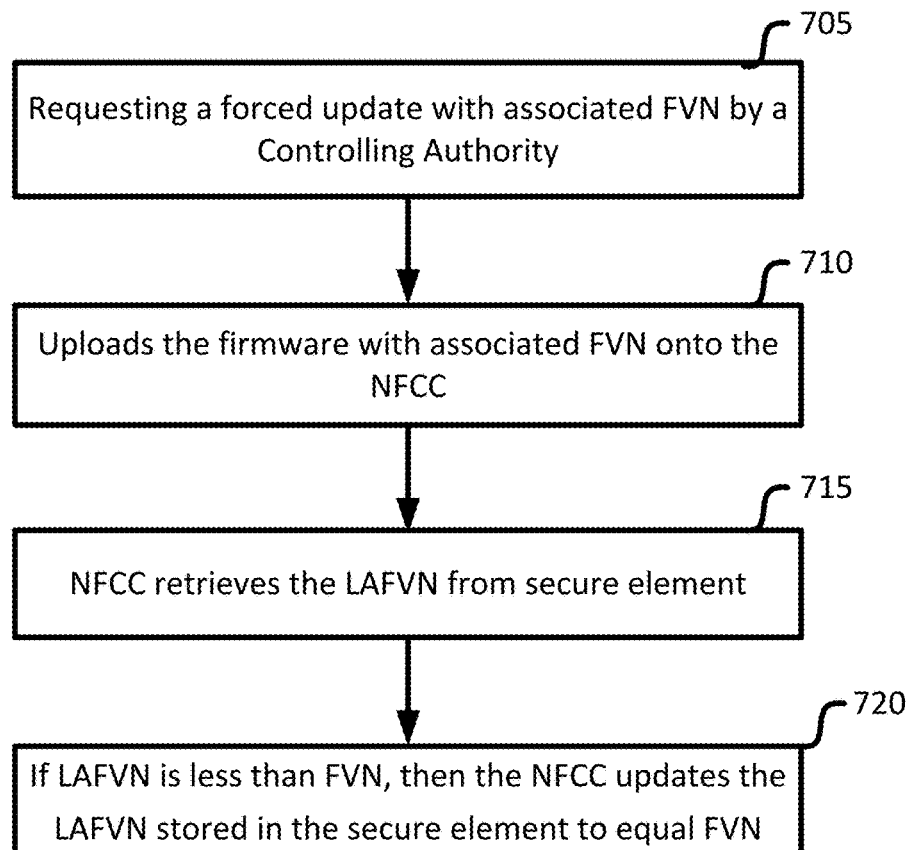 705
Requesting a forced update with associated FVN by a
Controlling Authority
710
Uploads the firmware with associated FVN onto the
NFCC
715
NFCC retrieves the LAFVN from secure element
720
If LAFVN is less than FVN, then the NFCC updates the
LAFVN stored in the secure element to equal FVN